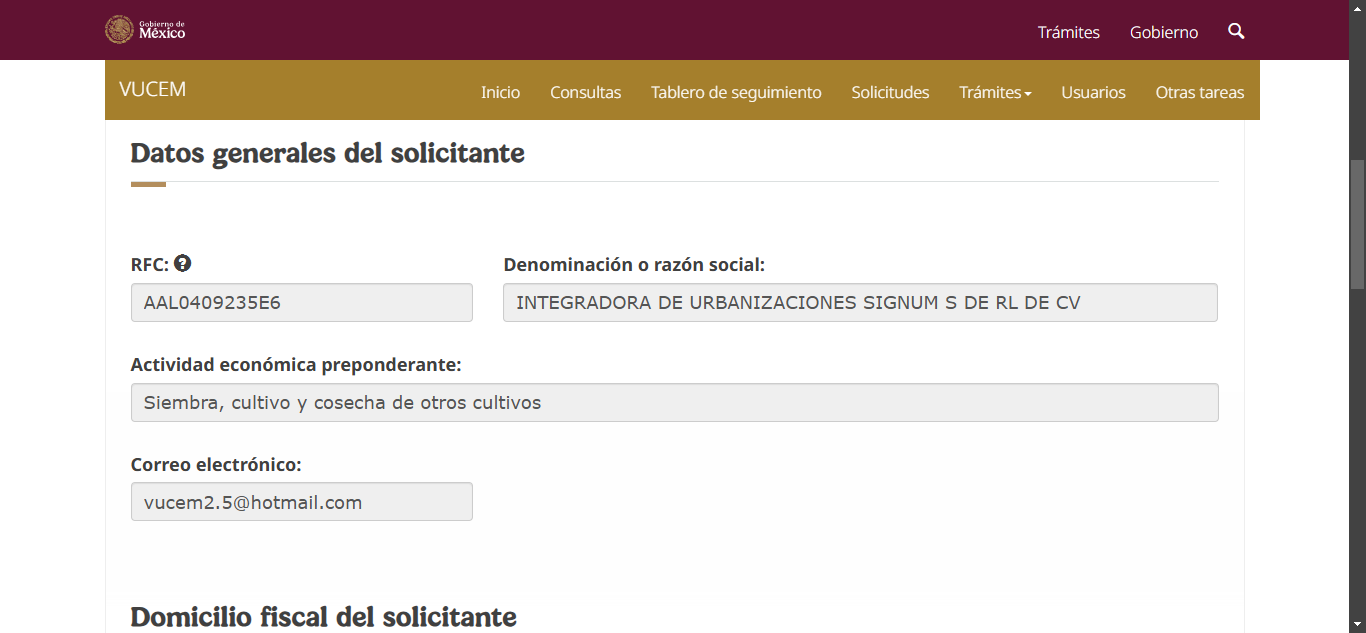 Gobierno de
México
Trámites
Gobierno
VUCEM
Inicio
Consultas
Tablero de seguimiento
Solicitudes
Trámites
Usuarios
Otras tareas
Datos generales del solicitante
RFC:
Denominación o razón social:
AAL0409235E6
INTEGRADORA DE URBANIZACIONES SIGNUM S DE RL DE CV
Actividad económica preponderante:
Siembra, cultivo y cosecha de otros cultivos
Correo electrónico:
vucem2.5@hotmail.com
Domicilio fiscal del solicitante